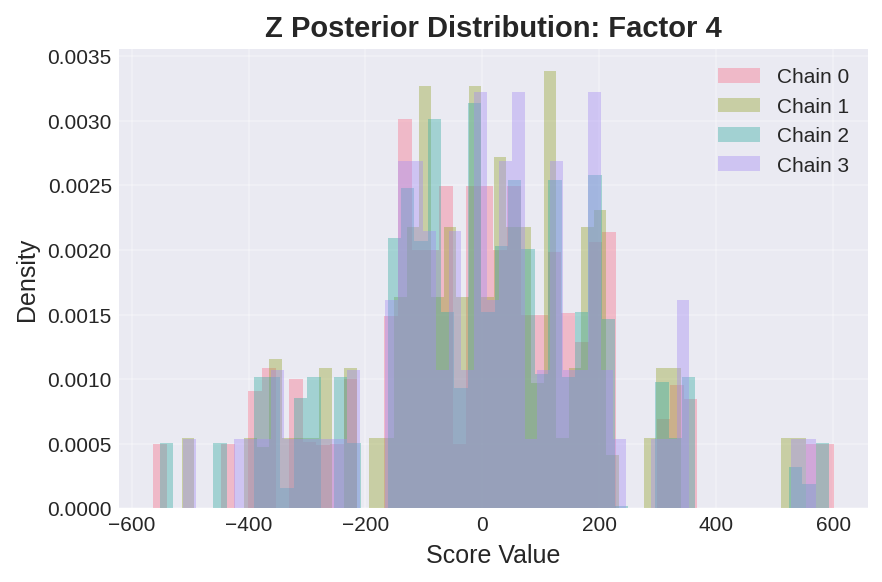 Z Posterior Distribution: Factor 4
Density
0.0035
0.0030
0.0025
0.0020
0.0015
0.0010
0.0005
0.0000
Chain 0
Chain 1
Chain 2
Chain 3
−600 −400 −200 0 200 400 600
Score Value